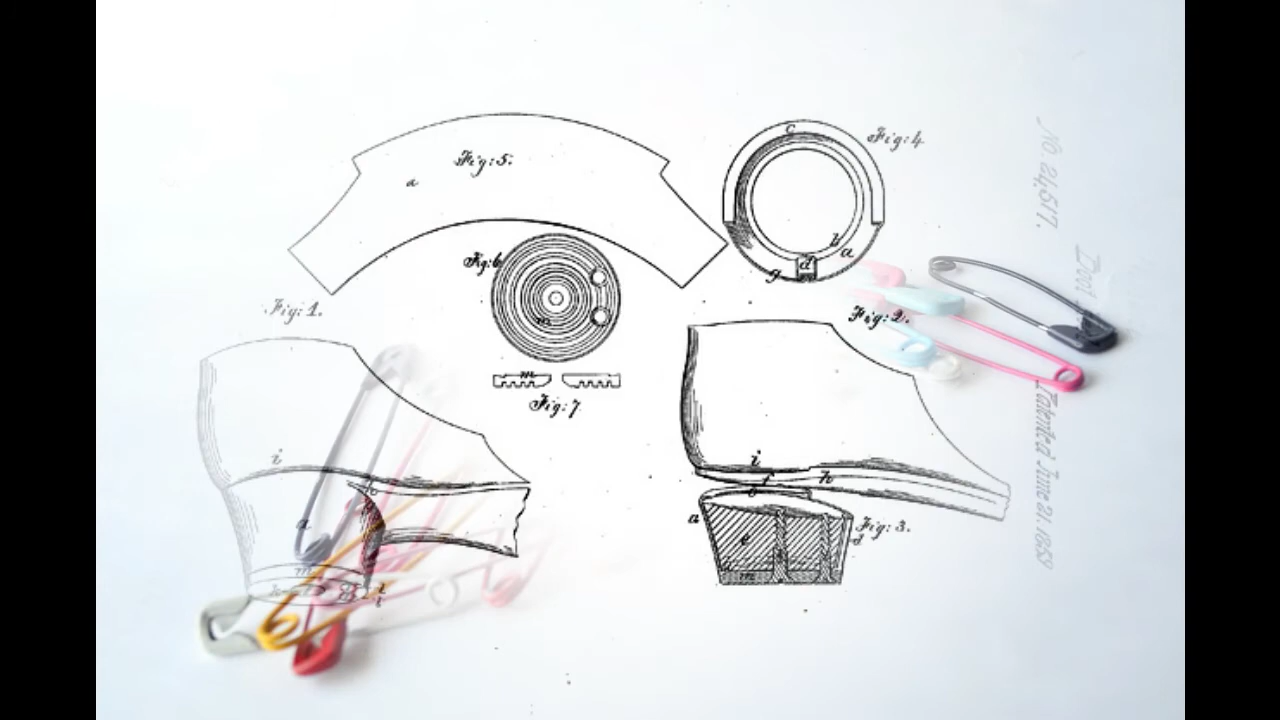 Fig: 5.
a
c
Fig: 4.
b
a
d
g
Fig: 6
m
Fig: 1.
m
Fig: 7.
Fig: 2.
i
i
f
h
b
a
Fig: 3.
e
m
a
b
m
i
i
No. 24,517.
Boot
Patented June 21. 1859